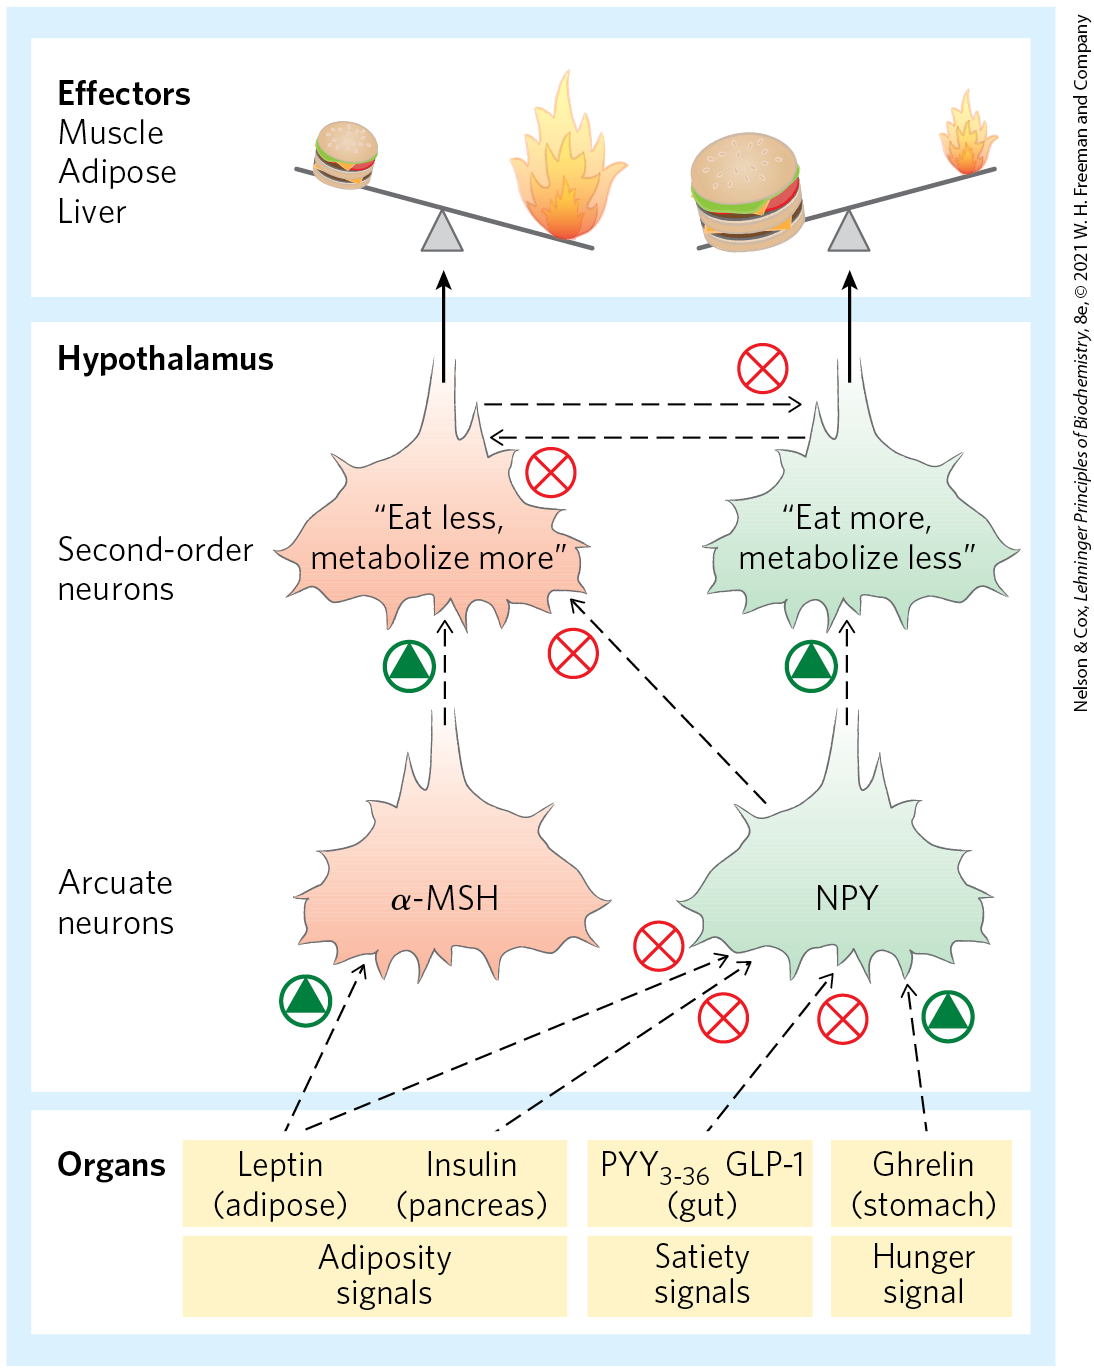 Effectors
Muscle
Adipose
Liver
Hypothalamus
"Eat less,
metabolize more"
"Eat more,
metabolize less"
Second-order
neurons
Arcuate
neurons
α-MSH
NPY
Organs
Leptin
(adipose)
Insulin
(pancreas)
PYY3-36 GLP-1
(gut)
Ghrelin
(stomach)
Adiposity
signals
Satiety
signals
Hunger
signal
Nelson & Cox, Lehninger Principles of Biochemistry, 8e, © 2021 W. H. Freeman and Company